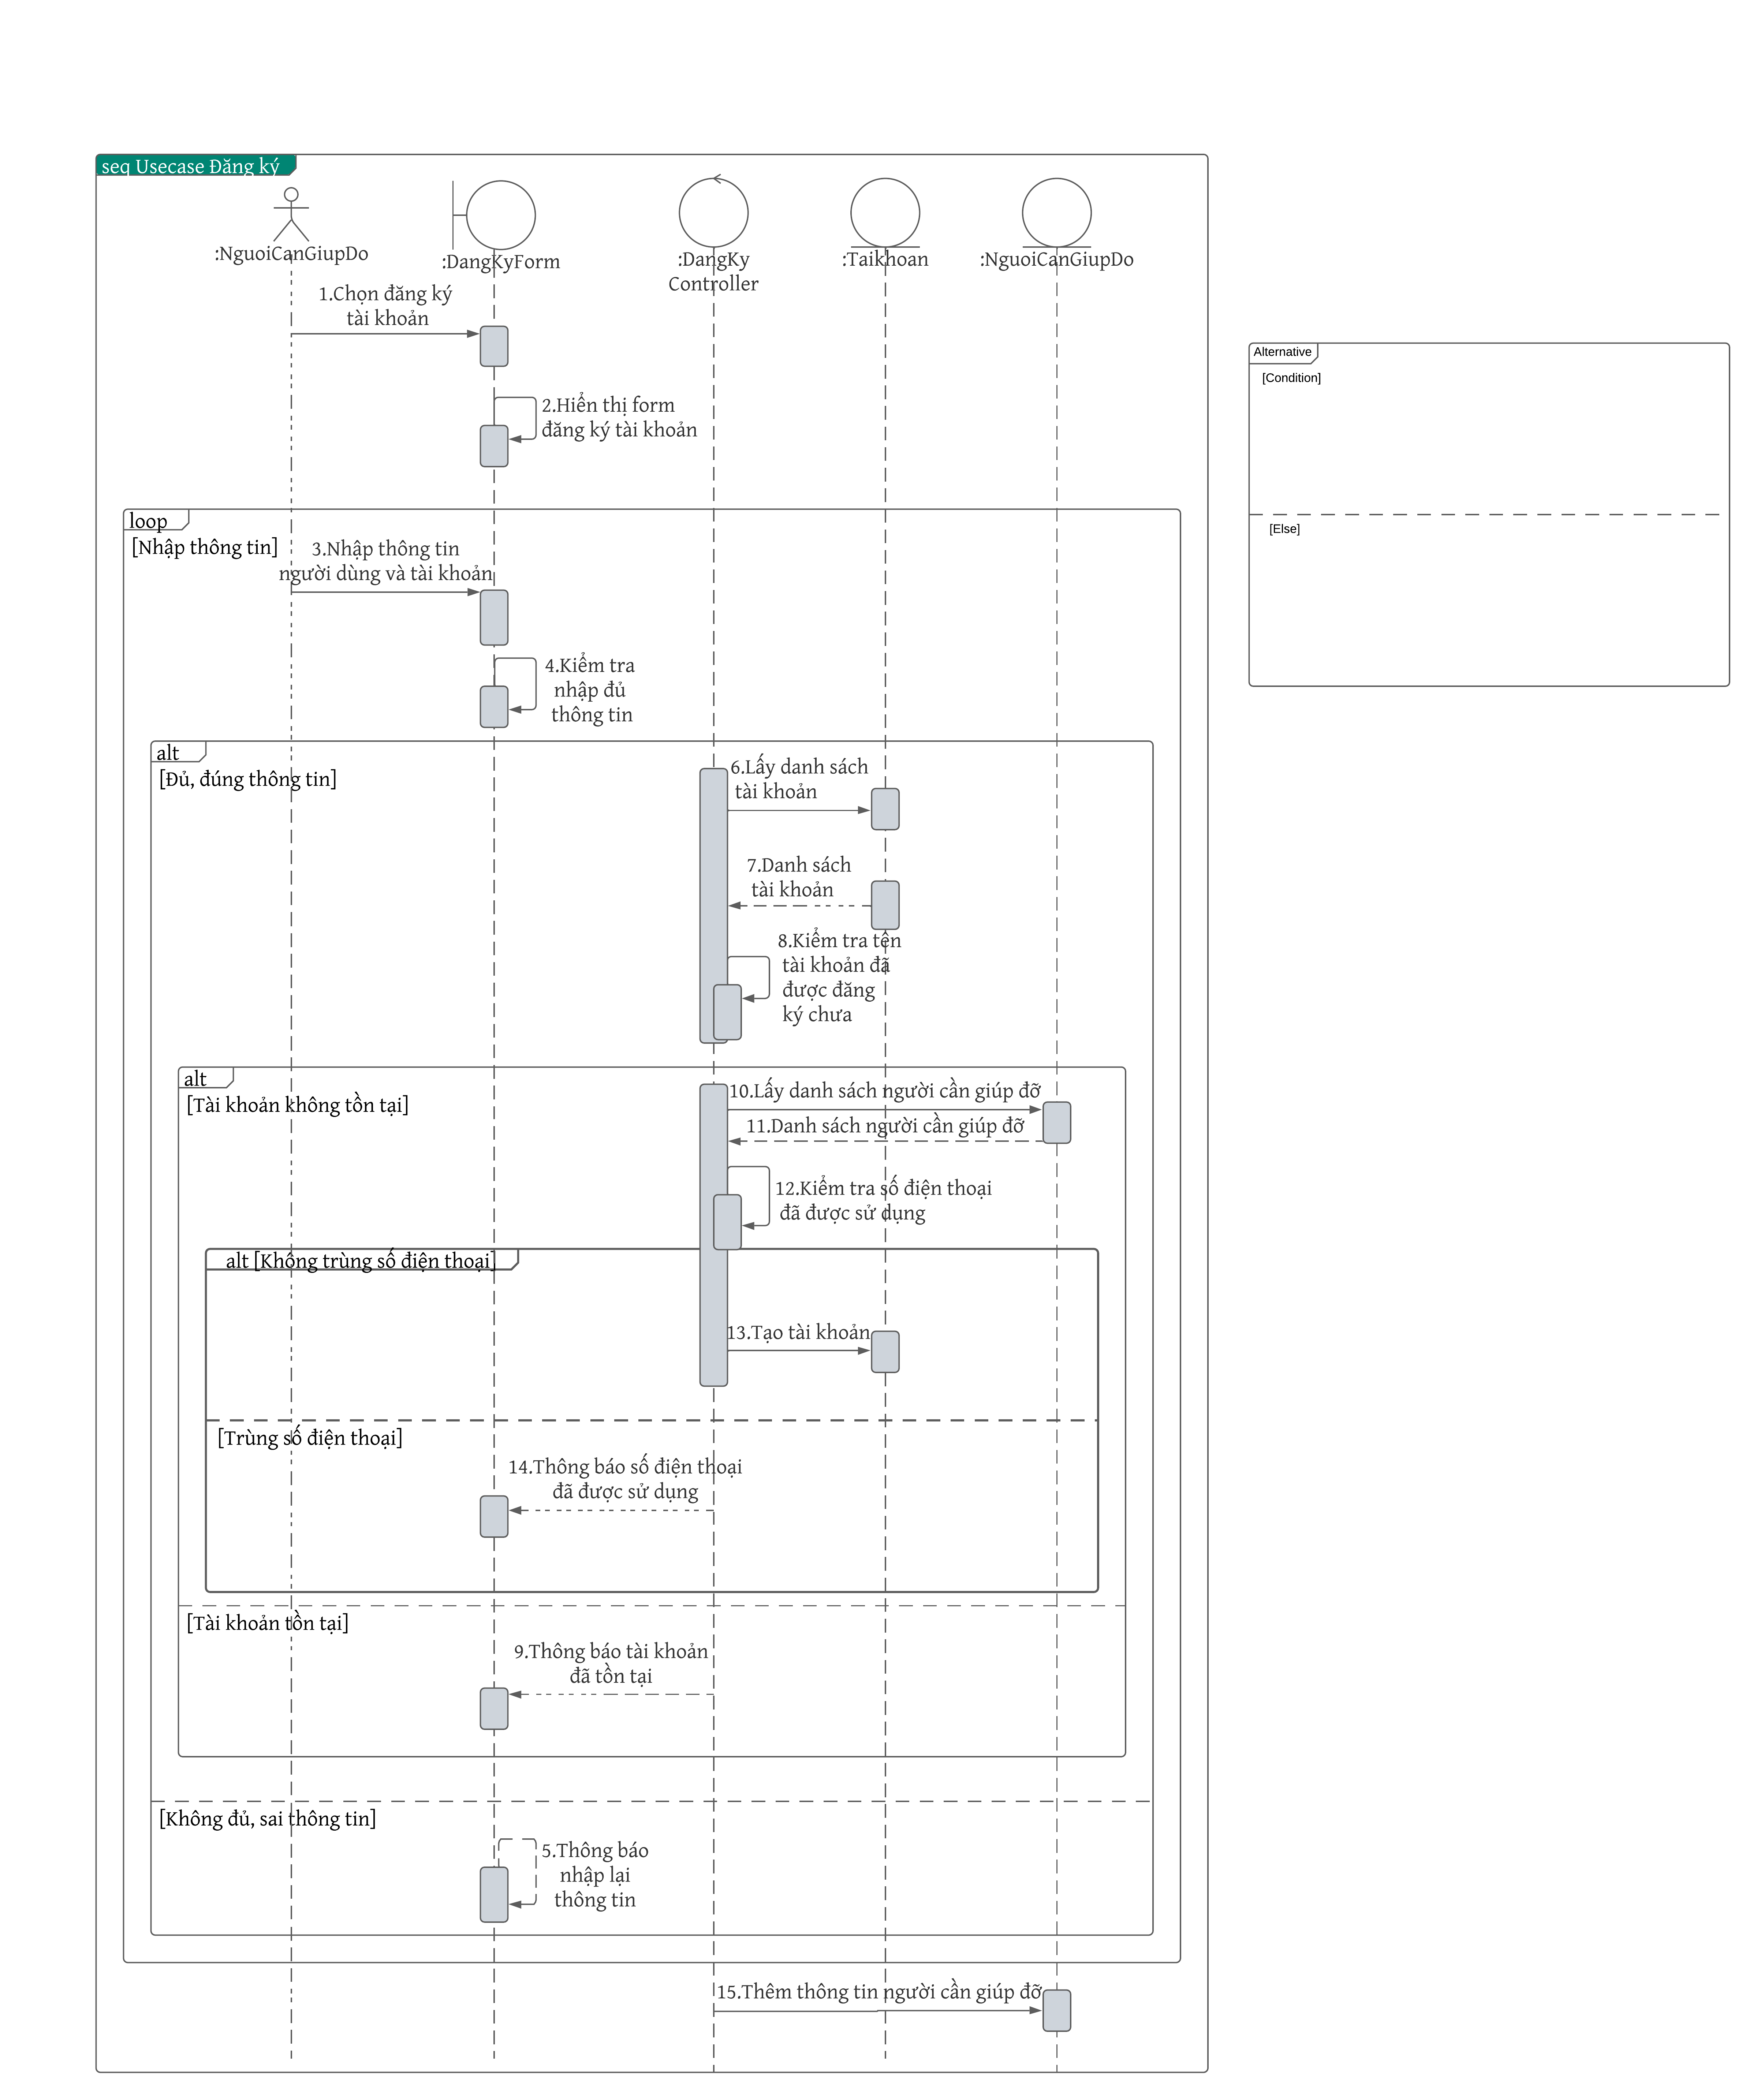 seq Usecase Đăng ký
:NguoiCanGiupDo
:DangKyForm
:DangKy
Controller
:Taikhoan
:NguoiCanGiupDo
1.Chọn đăng ký
tài khoản
2.Hiển thị form
đăng ký tài khoản
Alternative
[Condition]
[Else]
loop
[Nhập thông tin]
3.Nhập thông tin
người dùng và tài khoản
4.Kiểm tra
nhập đủ
thông tin
alt
[Đủ, đúng thông tin]
6.Lấy danh sách
tài khoản
7.Danh sách
tài khoản
8.Kiểm tra tên
tài khoản đã
được đăng
ký chưa
alt
[Tài khoản không tồn tại]
10.Lấy danh sách người cần giúp đỡ
11.Danh sách người cần giúp đỡ
12.Kiểm tra số điện thoại
đã được sử dụng
alt [Không trùng số điện thoại]
13.Tạo tài khoản
[Trùng số điện thoại]
14.Thông báo số điện thoại
đã được sử dụng
[Tài khoản tồn tại]
9.Thông báo tài khoản
đã tồn tại
[Không đủ, sai thông tin]
5.Thông báo
nhập lại
thông tin
15.Thêm thông tin người cần giúp đỡ